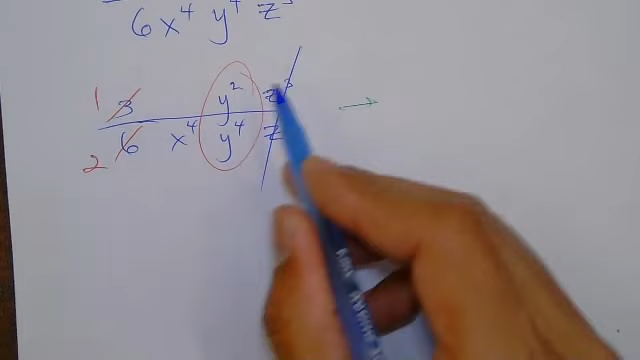 6x⁴ y⁴ z³
1 3 y² z³
2 6 x⁴ y⁴ z